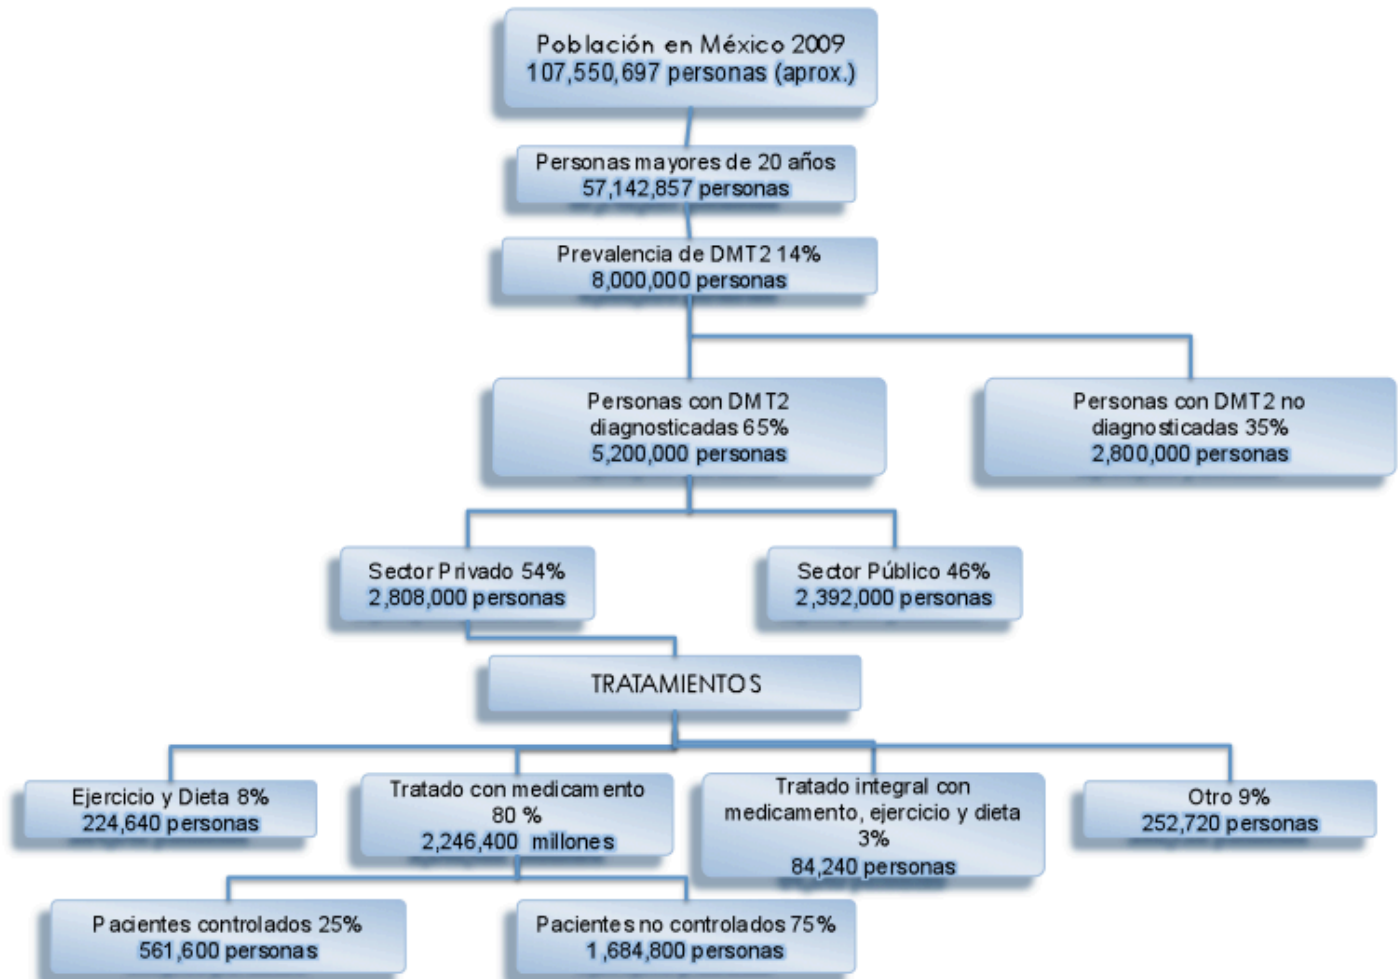 Población en México 2009
107,550,697 personas (aprox.)
Personas mayores de 20 años
57,142,857 personas
Prevalencia de DMT2 14%
8,000,000 personas
Personas con DMT2
diagnosticadas 65%
5,200,000 personas
Personas con DMT2 no
diagnosticadas 35%
2,800,000 personas
Sector Privado 54%
2,808,000 personas
Sector Público 46%
2,392,000 personas
TRATAMIENTOS
Ejercicio y Dieta 8%
224,640 personas
Tratado con medicamento
80 %
2,246,400 millones
Tratado integral con
medicamento, ejercicio y dieta
3%
84,240 personas
Otro 9%
252,720 personas
Pacientes controlados 25%
561,600 personas
Pacientes no controlados 75%
1,684,800 personas